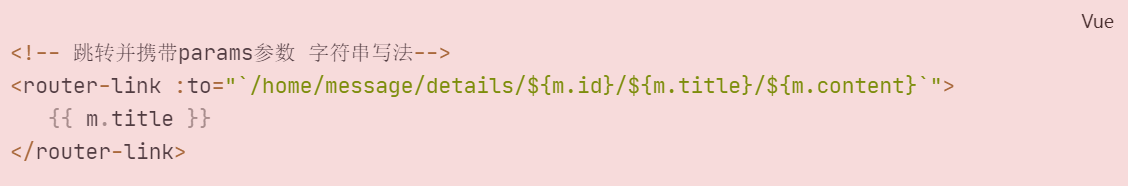 Vue
<!-- 跳转并携带params参数 字符串写法-->
<router-link :to="`/home/message/details/${m.id}/${m.title}/${m.content}`">
   {{ m.title }}
</router-link>